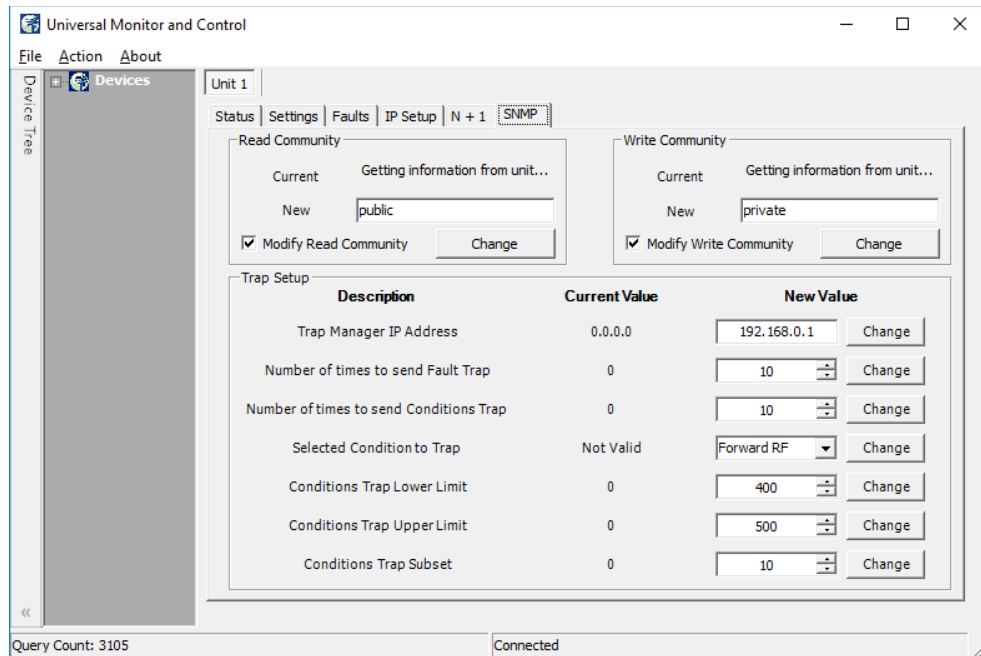 Universal Monitor and Control
File Action About
Device Tree
Devices
Unit 1
Status Settings Faults IP Setup N + 1 SNMP
Read Community
Current Getting information from unit...
New public
Modify Read Community Change
Write Community
Current Getting information from unit...
New private
Modify Write Community Change
Trap Setup
Description Current Value New Value
Trap Manager IP Address 0.0.0.0 192.168.0.1 Change
Number of times to send Fault Trap 0 10 Change
Number of times to send Conditions Trap 0 10 Change
Selected Condition to Trap Not Valid Forward RF Change
Conditions Trap Lower Limit 0 400 Change
Conditions Trap Upper Limit 0 500 Change
Conditions Trap Subset 0 10 Change
Query Count: 3105 Connected